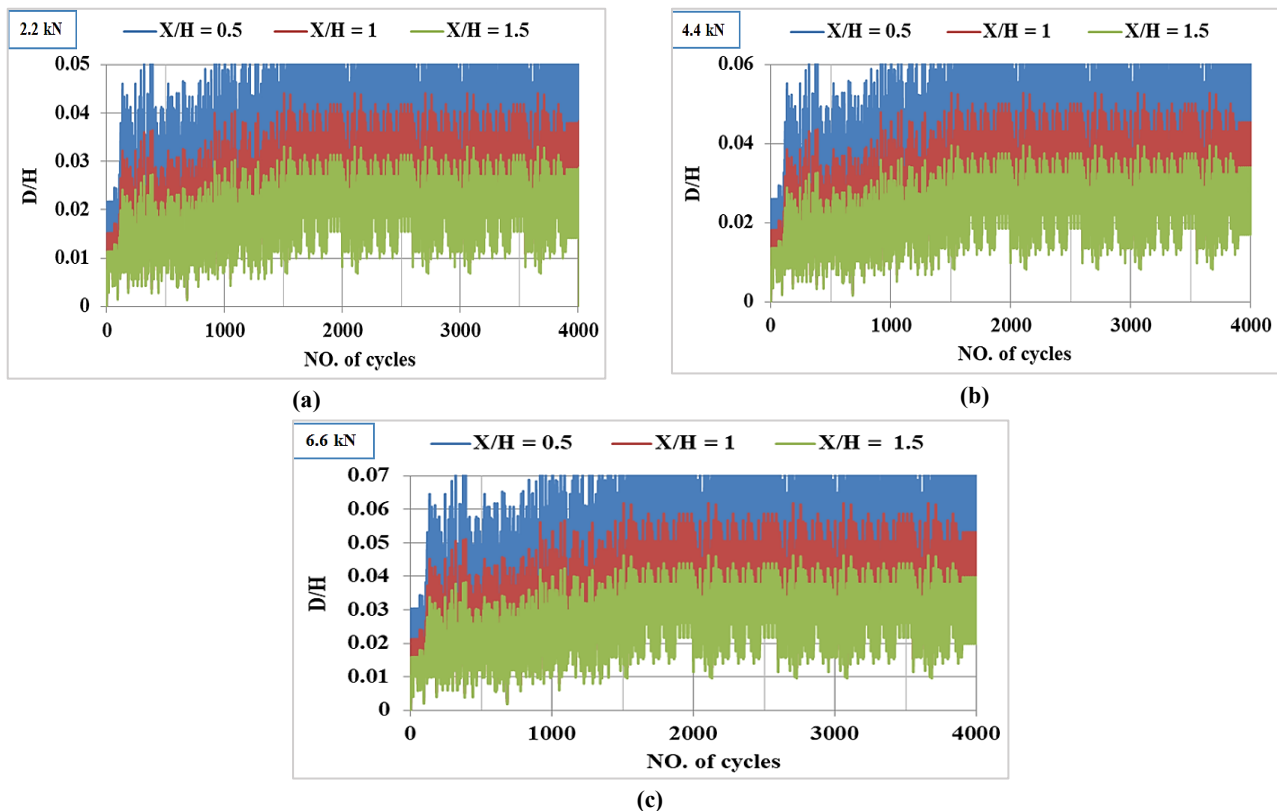 2.2 kN
X/H = 0.5 X/H = 1 X/H = 1.5
0.05
0.04
0.03
0.02
0.01
0
D/H
0 1000 2000 3000 4000
NO. of cycles
(a)
4.4 kN
X/H = 0.5 X/H = 1 X/H = 1.5
0.06
0.04
0.02
0
D/H
0 1000 2000 3000 4000
NO. of cycles
(b)
6.6 kN
X/H = 0.5 X/H = 1 X/H = 1.5
0.07
0.06
0.05
0.04
0.03
0.02
0.01
0
D/H
0 1000 2000 3000 4000
NO. of cycles
(c)